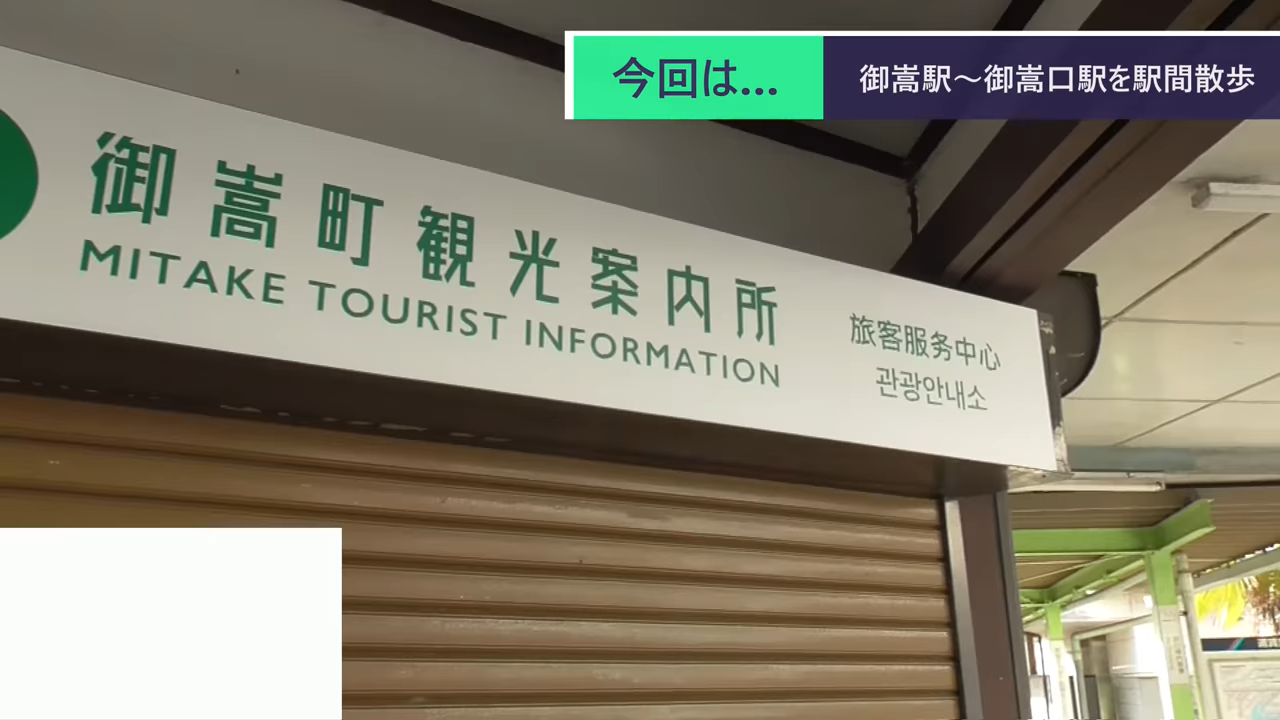 今回は...
御嵩駅～御嵩口駅を駅間散歩
御嵩町観光案内所
MITAKE TOURIST INFORMATION
旅客服务中心
관광안내소